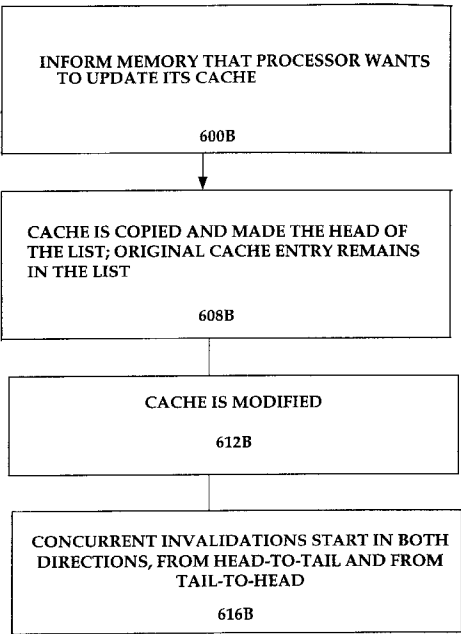 INFORM MEMORY THAT PROCESSOR WANTS
TO UPDATE ITS CACHE
600B
CACHE IS COPIED AND MADE THE HEAD OF
THE LIST; ORIGINAL CACHE ENTRY REMAINS
IN THE LIST
608B
CACHE IS MODIFIED
612B
CONCURRENT INVALIDATIONS START IN BOTH
DIRECTIONS, FROM HEAD-TO-TAIL AND FROM
TAIL-TO-HEAD
616B